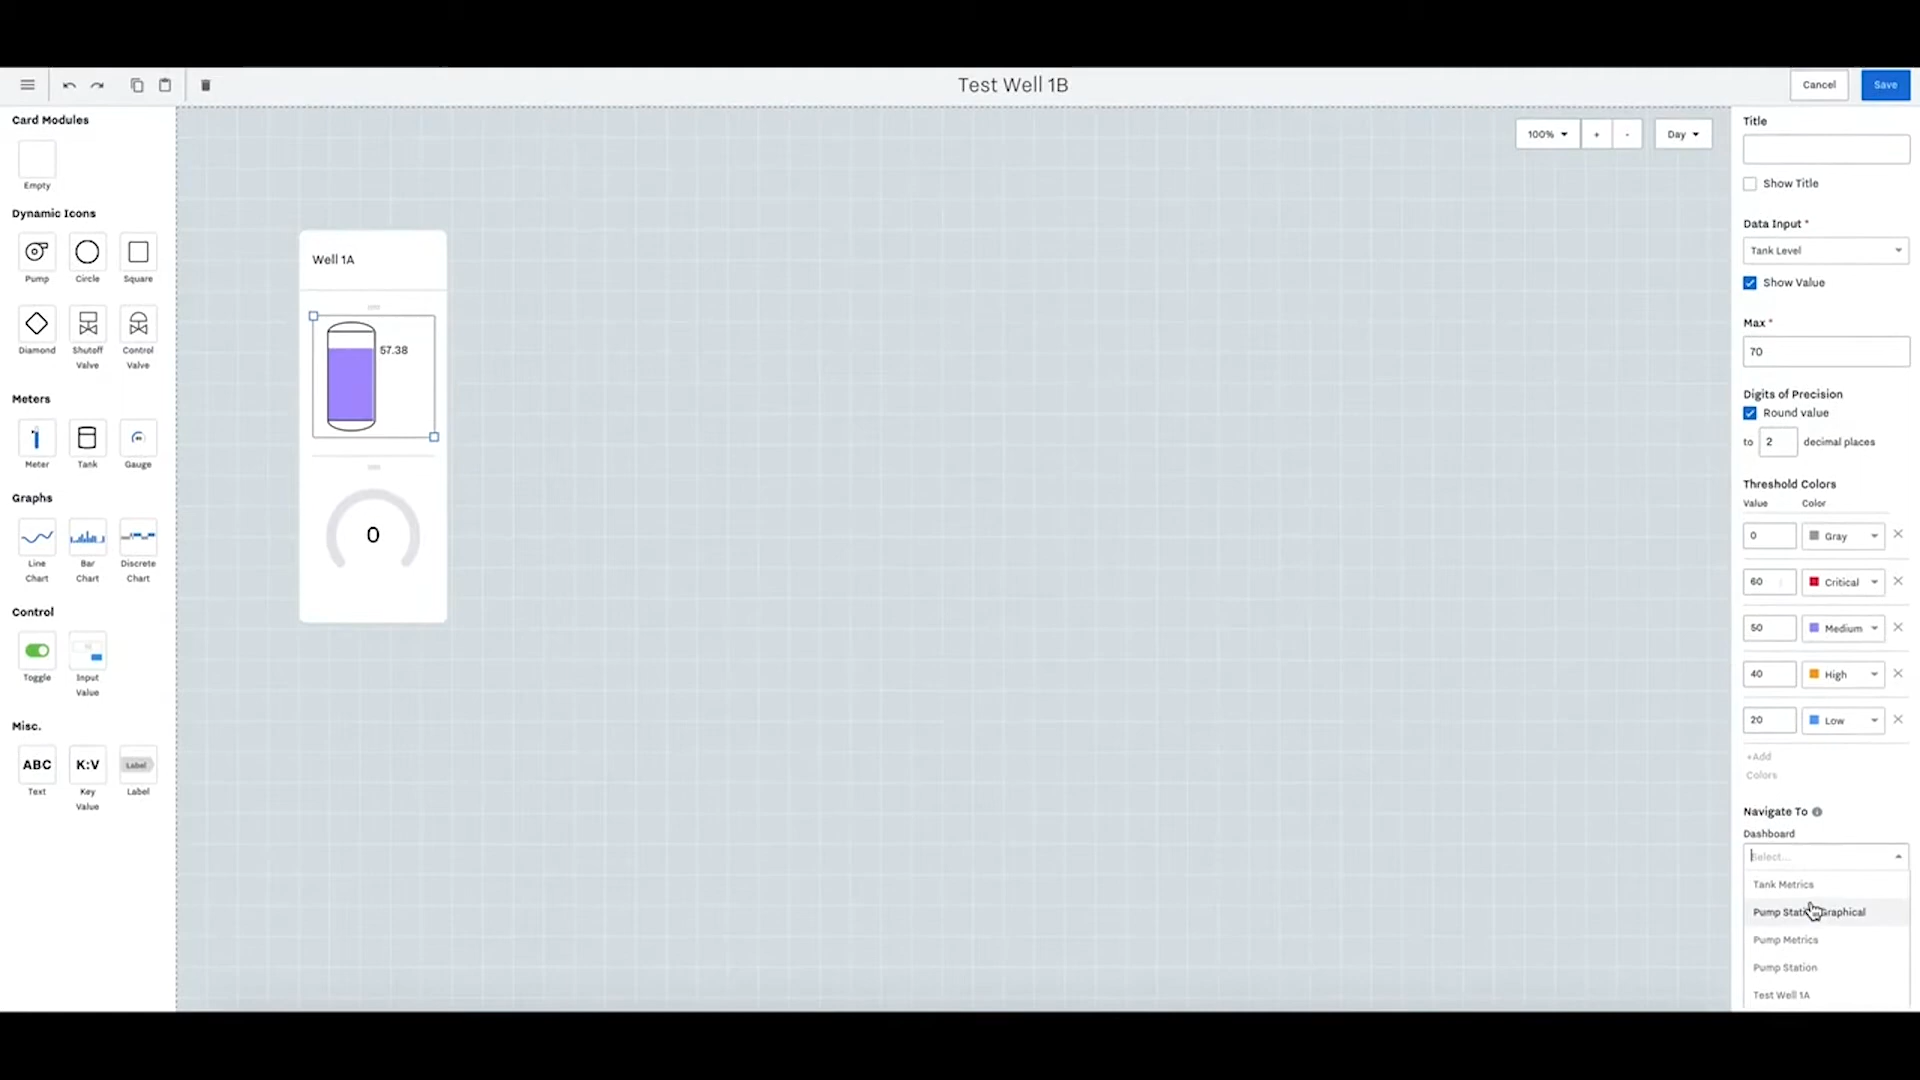 Test Well 1B
Cancel
Save
Card Modules
Empty
Dynamic Icons
Pump
Circle
Square
Diamond
Shutoff
Valve
Control
Valve
Meters
Meter
Tank
Gauge
Graphs
Line
Chart
Bar
Chart
Discrete
Chart
Control
Toggle
Input
Value
Misc.
ABC
Text
K:V
Key
Value
Label
Label
100%
+
-
Day
Well 1A
57.38
0
Title
Show Title
Data Input *
Tank Level
Show Value
Max *
70
Digits of Precision
Round value
to 2 decimal places
Threshold Colors
Value Color
0 Gray
60 Critical
50 Medium
40 High
20 Low
+Add
Colors
Navigate To
Dashboard
Select...
Tank Metrics
Pump Graphical
Pump Metrics
Pump Station
Test Well 1A